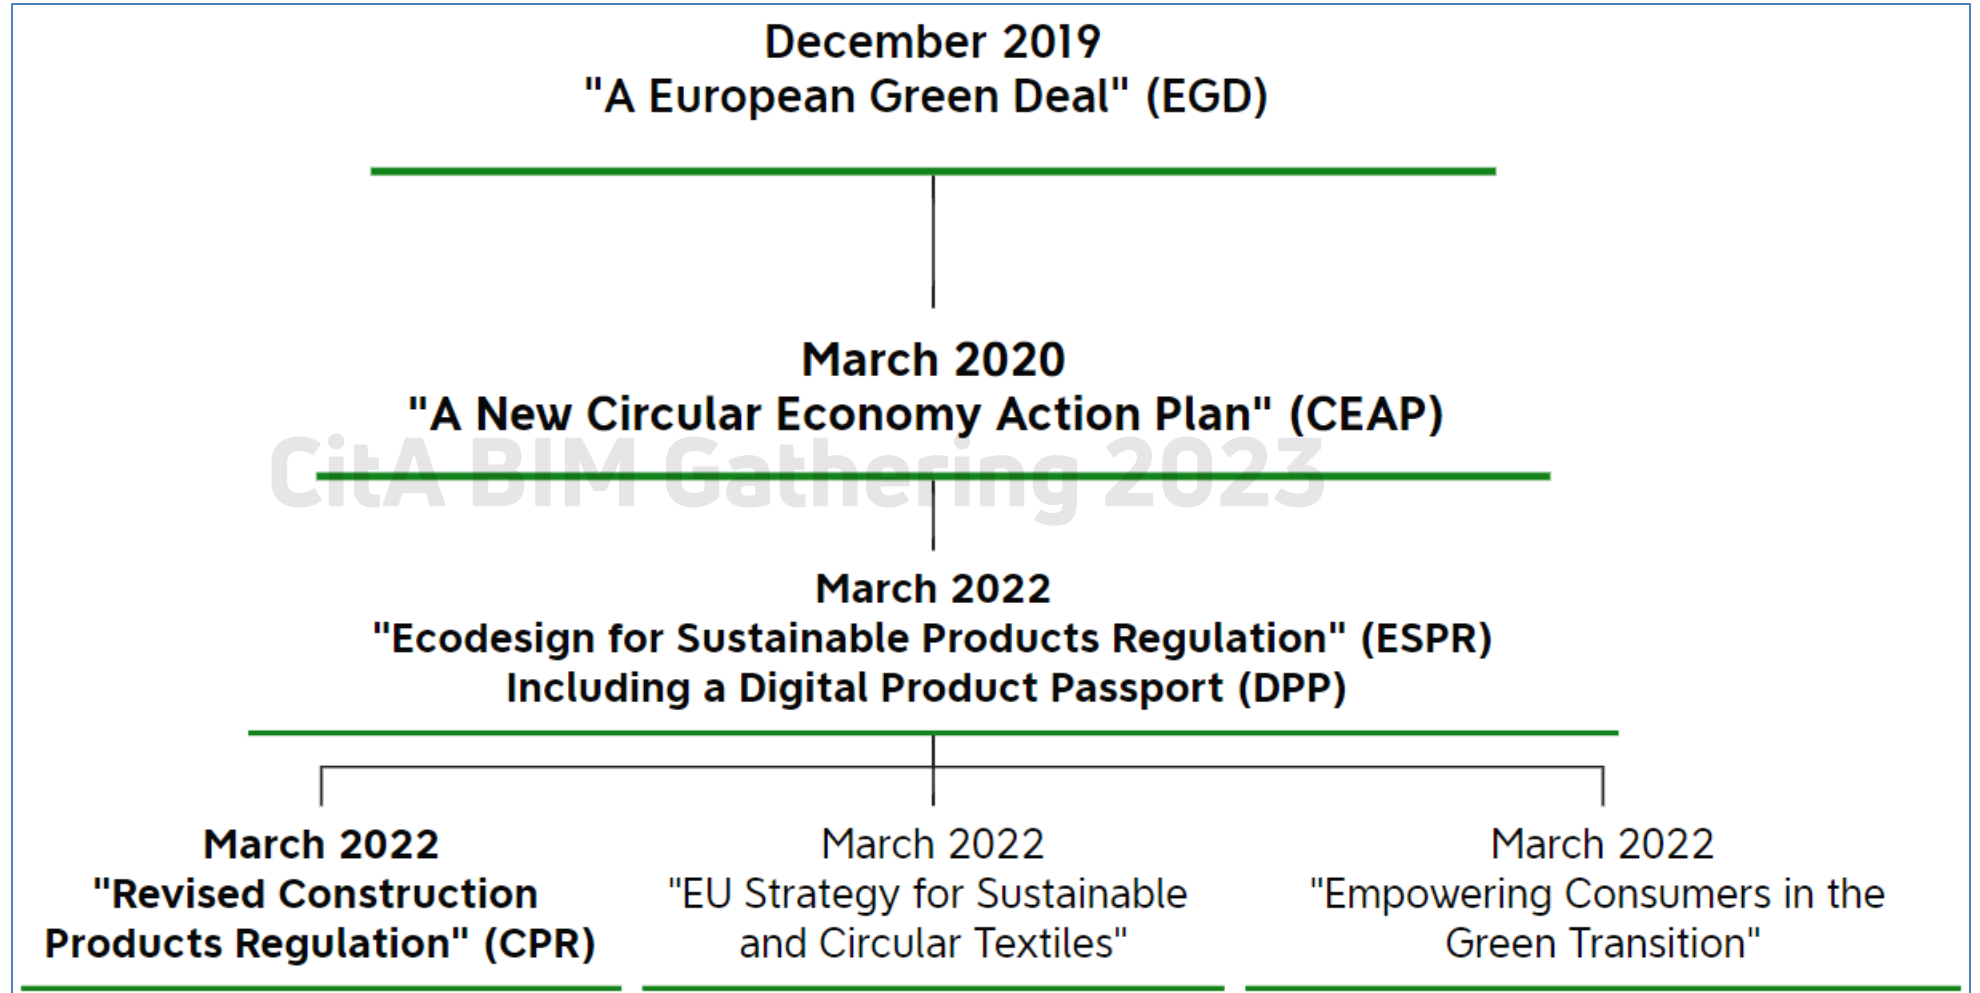 December 2019
"A European Green Deal" (EGD)
March 2020
"A New Circular Economy Action Plan" (CEAP)
CitA BIM Gathering 2023
March 2022
"Ecodesign for Sustainable Products Regulation" (ESPR)
Including a Digital Product Passport (DPP)
March 2022
"Revised Construction
Products Regulation" (CPR)
March 2022
"EU Strategy for Sustainable
and Circular Textiles"
March 2022
"Empowering Consumers in the
Green Transition"